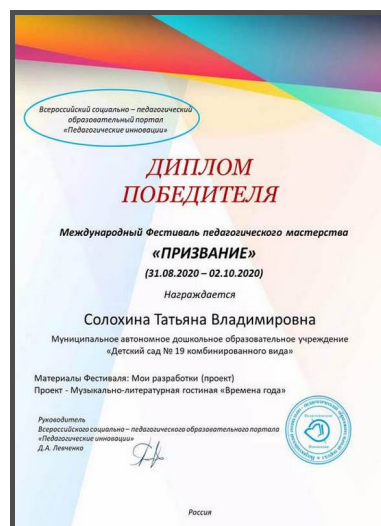 Всероссийский социально – педагогический
образовательный портал
«Педагогические инновации»
ДИПЛОМ
ПОБЕДИТЕЛЯ
Международный Фестиваль педагогического мастерства
«ПРИЗВАНИЕ»
(31.08.2020 – 02.10.2020)
Награждается
Солохина Татьяна Владимировна
Муниципальное автономное дошкольное образовательное учреждение
«Детский сад № 19 комбинированного вида»
Материалы Фестиваля: Мои разработки (проект)
Проект - Музыкально-литературная гостиная «Времена года»
Руководитель
Всероссийского социально – педагогического образовательного портала
«Педагогические инновации»
Д.А. Левченко
Россия